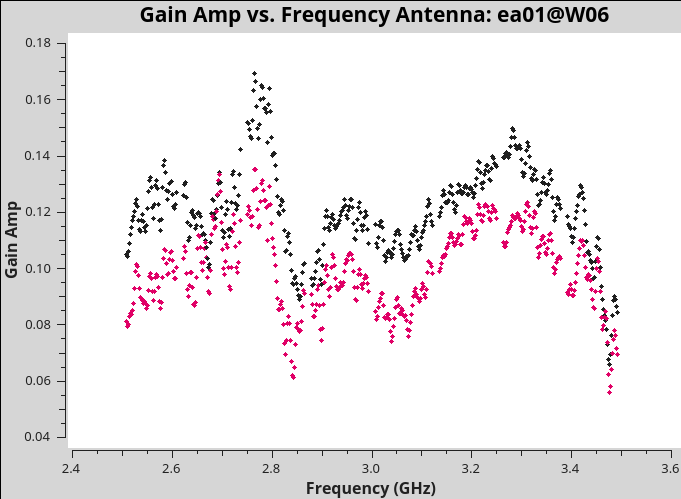 Gain Amp vs. Frequency Antenna: ea01@W06
0.18
0.16
0.14
0.12
0.10
0.08
0.06
0.04
Gain Amp
2.4 2.6 2.8 3.0 3.2 3.4 3.6
Frequency (GHz)